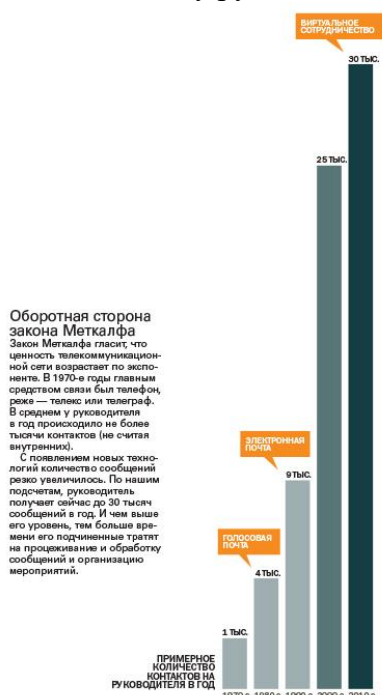 ВИРТУАЛЬНОЕ
СОТРУДНИЧЕСТВО
30 ТЫС.
25 ТЫС.
Оборотная сторона
закона Меткалфа
Закон Меткалфа гласит, что
ценность телекоммуникацион-
ной сети возрастает по экспо-
ненте. В 1970-е годы главным
средством связи был телефон,
реже — телекс или телеграф.
В среднем у руководителя
в год происходило не более
тысячи контактов (не считая
внутренних).
С появлением новых техно-
логий количество сообщений
резко увеличилось. По нашим
подсчетам, руководитель
получает сейчас до 30 тысяч
сообщений в год. И чем выше
его уровень, тем больше вре-
мени его подчиненные тратят
на процеживание и обработку
сообщений и организацию
мероприятий.
ЭЛЕКТРОННАЯ
ПОЧТА
9 ТЫС.
ГОЛОСОВАЯ
ПОЧТА
4 ТЫС.
1 ТЫС.
ПРИМЕРНОЕ
КОЛИЧЕСТВО
КОНТАКТОВ НА
РУКОВОДИТЕЛЯ В ГОД